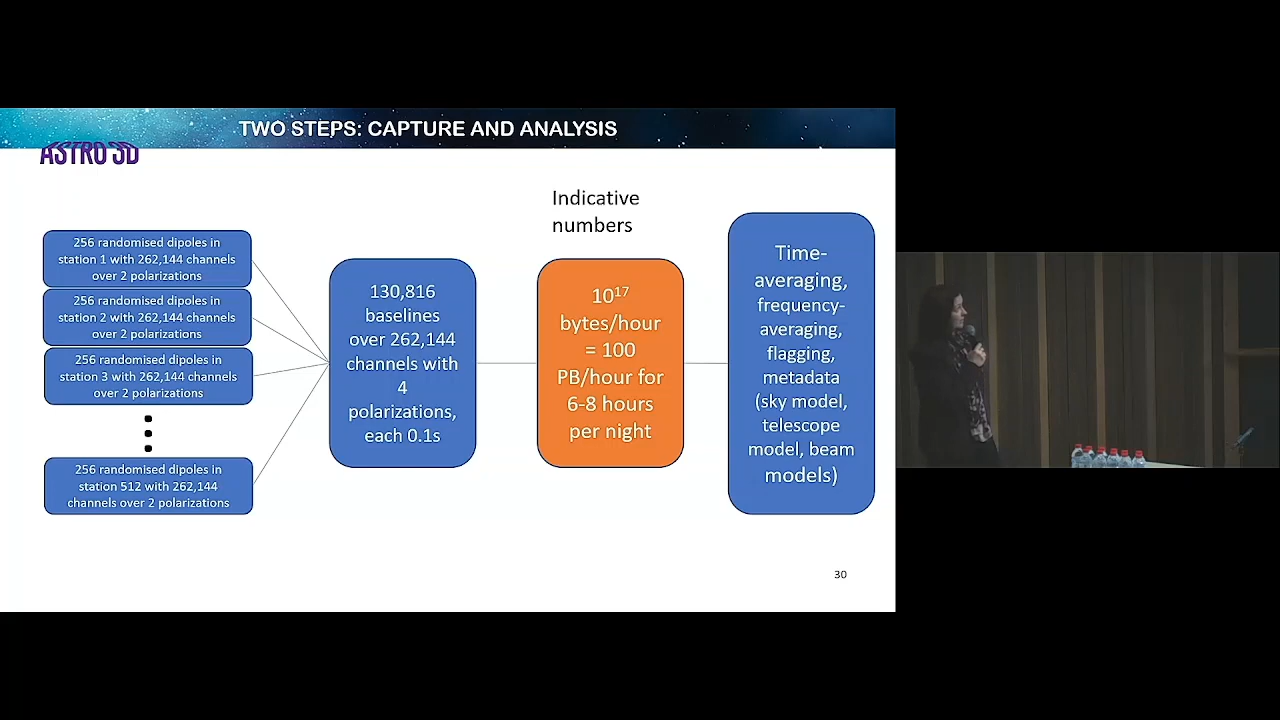 TWO STEPS: CAPTURE AND ANALYSIS
ASTRO 3D
Indicative
numbers
256 randomised dipoles in
station 1 with 262,144 channels
over 2 polarizations
256 randomised dipoles in
station 2 with 262,144 channels
over 2 polarizations
256 randomised dipoles in
station 3 with 262,144 channels
over 2 polarizations
256 randomised dipoles in
station 512 with 262,144
channels over 2 polarizations
130,816
baselines
over 262,144
channels with
4
polarizations,
each 0.1s
10¹⁷
bytes/hour
= 100
PB/hour for
6-8 hours
per night
Time-
averaging,
frequency-
averaging,
flagging,
metadata
(sky model,
telescope
model, beam
models)
30